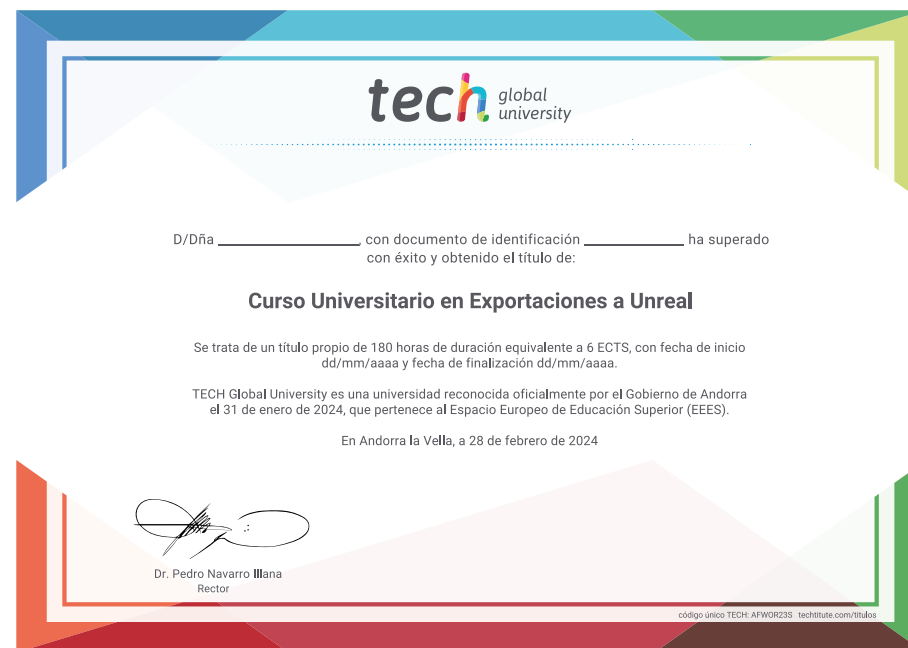 tech global university
D/Dña ______________, con documento de identificación __________ ha superado
con éxito y obtenido el título de:
Curso Universitario en Exportaciones a Unreal
Se trata de un título propio de 180 horas de duración equivalente a 6 ECTS, con fecha de inicio
dd/mm/aaaa y fecha de finalización dd/mm/aaaa.
TECH Global University es una universidad reconocida oficialmente por el Gobierno de Andorra
el 31 de enero de 2024, que pertenece al Espacio Europeo de Educación Superior (EEES).
En Andorra la Vella, a 28 de febrero de 2024
Dr. Pedro Navarro Illana
Rector
código único TECH: AFWOR23S techtitute.com/titulos